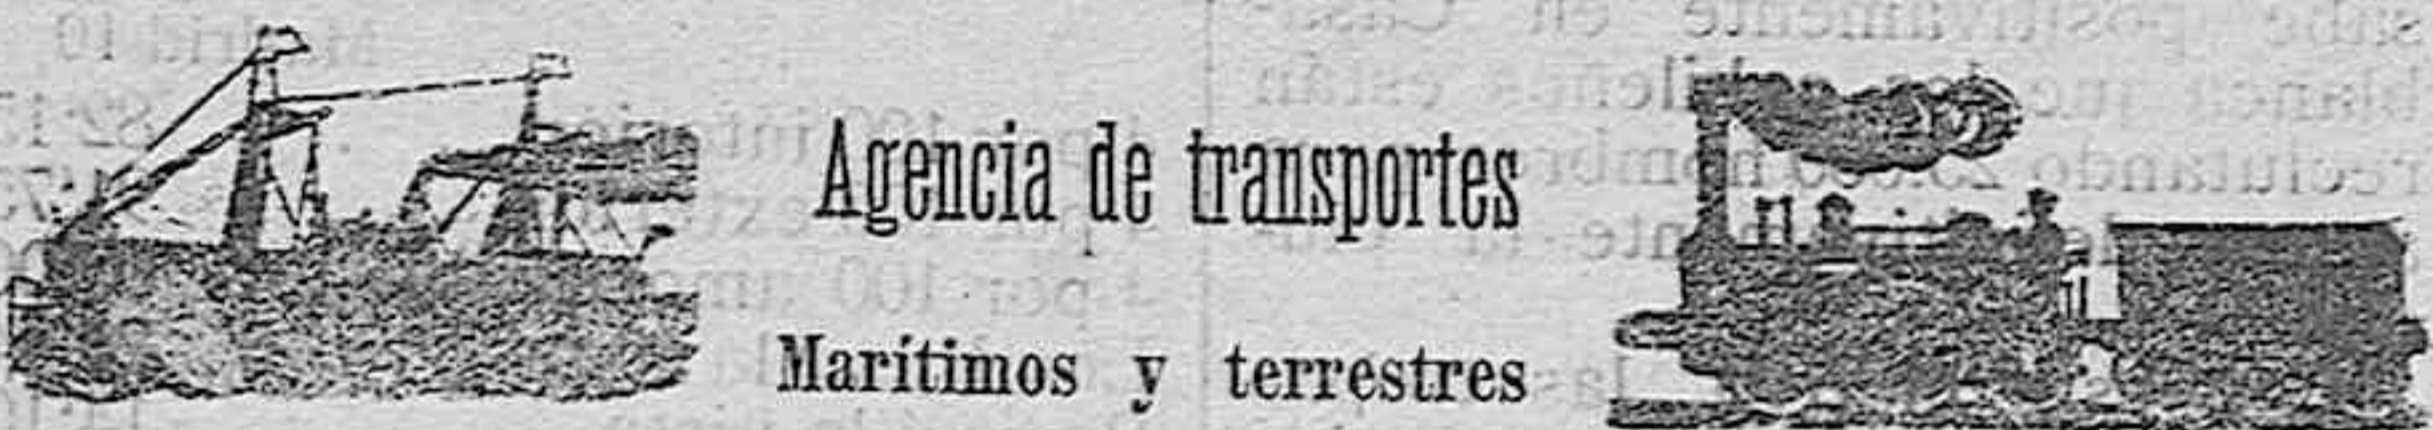 Agencia de transportes
Marítimos y terrestres